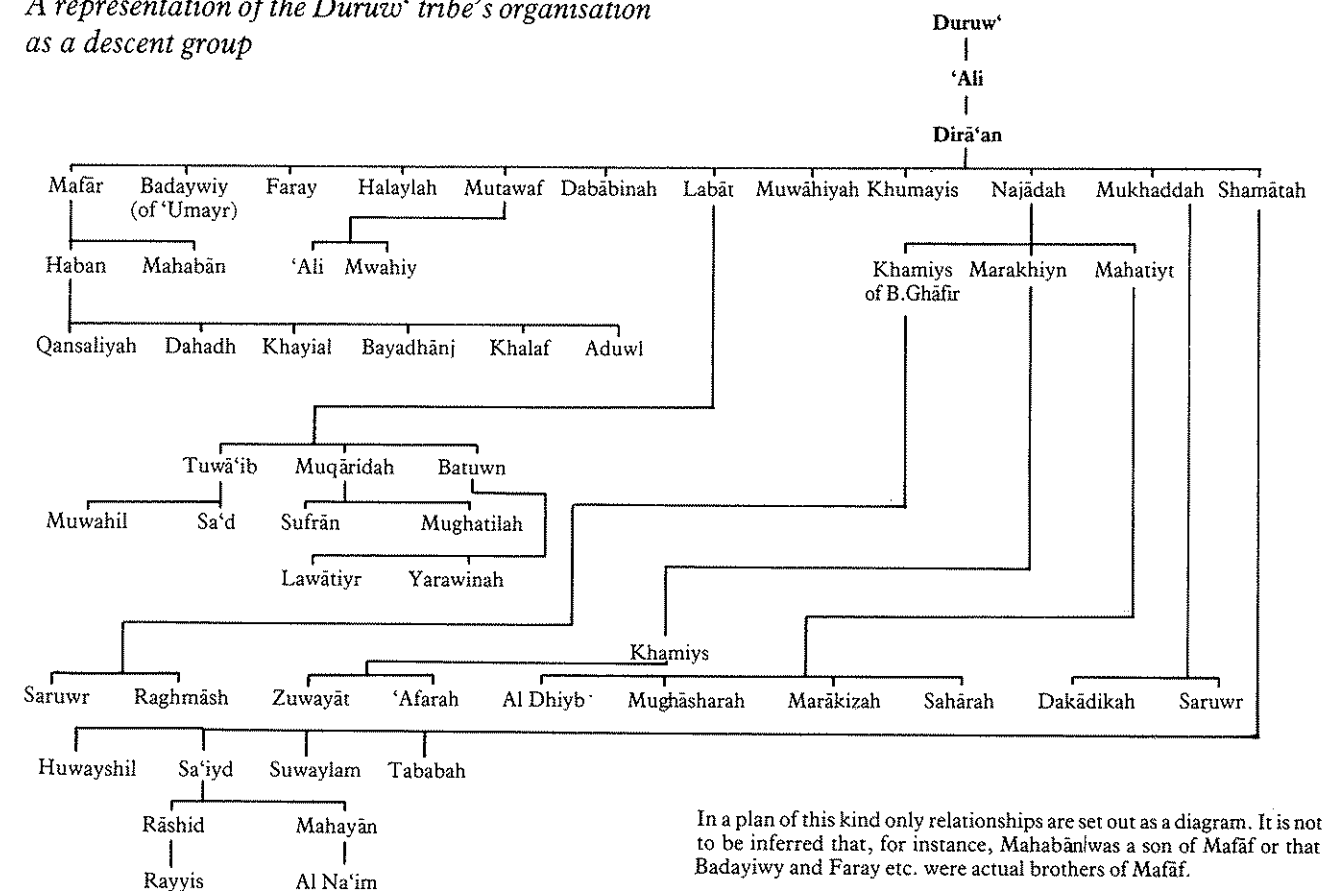 A representation of the Duruw‘ tribe’s organisation
as a descent group
Duruw‘
‘Ali
Dirā‘an
Mafār Badaywiy Faray Halaylah Mutawaf Dabābinah Labāt Muwāhiyah Khumayis Najādah Mukhaddah Shamātah
(of ‘Umayr)
Haban Mahabān ‘Ali Mwahiy Khamiys Marakhiyn Mahatiyt
of B.Ghāfir
Qansaliyah Dahadh Khayial Bayadhānj Khalaf Aduwl
Tuwā‘ib Muqāridah Batuwn
Muwahil Sa‘d Sufrān Mughatilah
Lawātiyr Yarawinah
Khamiys
Saruwr Raghmāsh Zuwayāt ‘Afarah Al Dhiyb Mughāsharah Marākizah Sahārah Dakādikah Saruwr
Huwayshil Sa‘iyd Suwaylam Tababah
Rāshid Mahayān
Rayyis Al Na‘im
In a plan of this kind only relationships are set out as a diagram. It is not
to be inferred that, for instance, Mahabān was a son of Mafāf or that
Badayiwy and Faray etc. were actual brothers of Mafāf.